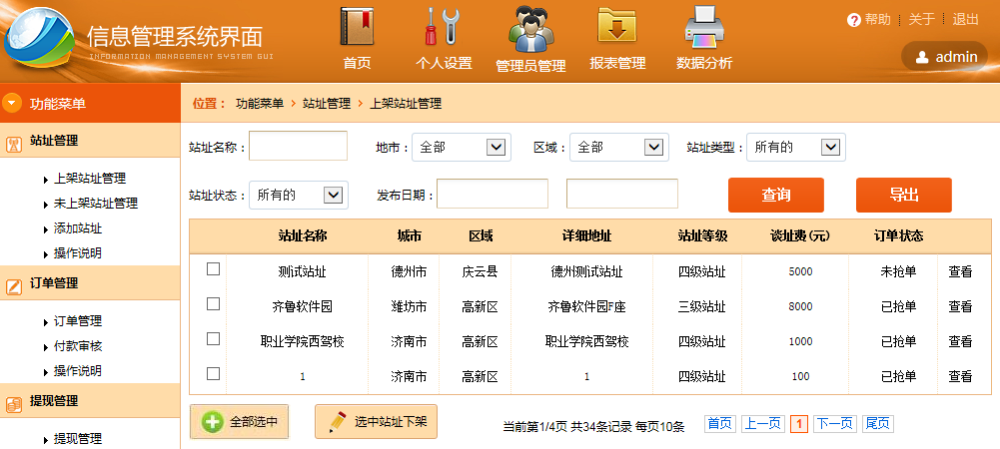 帮助 关于 退出
信息管理系统界面
INFORMATION MANAGEMENT SYSTEM GUI
首页 个人设置 管理员管理 报表管理 数据分析
admin
功能菜单
位置： 功能菜单 › 站址管理 › 上架站址管理
站址管理
上架站址管理
未上架站址管理
添加站址
操作说明
订单管理
订单管理
付款审核
操作说明
提现管理
提现管理
站址名称： 地市： 全部 区域： 全部 站址类型： 所有的
站址状态： 所有的 发布日期： 查询 导出
站址名称 城市 区域 详细地址 站址等级 谈址费(元) 订单状态
测试站址 德州市 庆云县 德州测试站址 四级站址 5000 未抢单 查看
齐鲁软件园 潍坊市 高新区 齐鲁软件园F座 三级站址 8000 已抢单 查看
职业学院西驾校 济南市 高新区 职业学院西驾校 四级站址 1000 已抢单 查看
1 济南市 高新区 1 四级站址 100 已抢单 查看
全部选中 选中站址下架 当前第1/4页 共34条记录 每页10条 首页 上一页 1 下一页 尾页